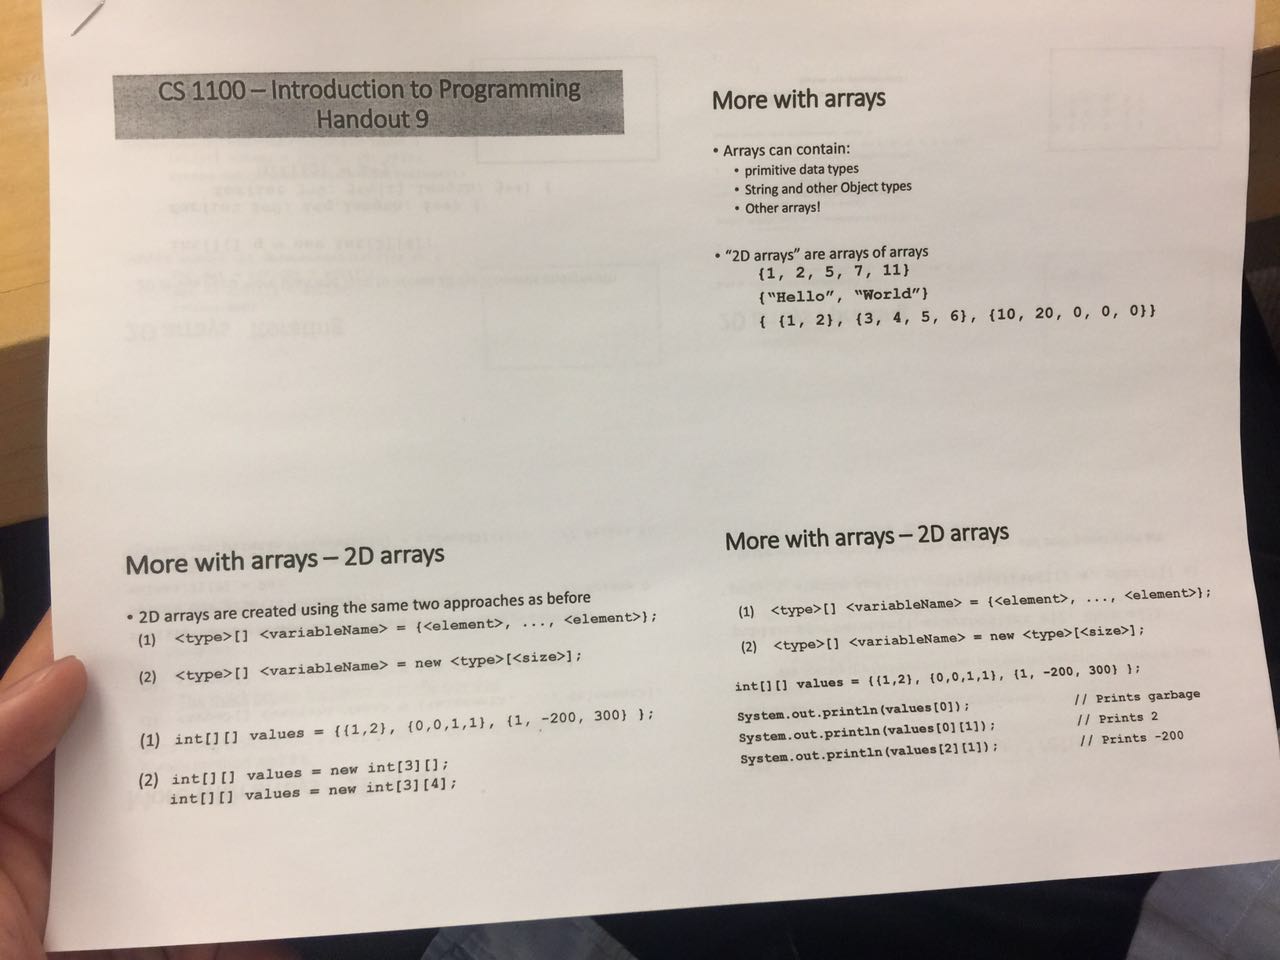 CS 1100 – Introduction to Programming
Handout 9
More with arrays
• Arrays can contain:
• primitive data types
• String and other Object types
• Other arrays!
• “2D arrays” are arrays of arrays
{1, 2, 5, 7, 11}
{“Hello”, “World”}
{ {1, 2}, {3, 4, 5, 6}, {10, 20, 0, 0, 0}}
More with arrays – 2D arrays
• 2D arrays are created using the same two approaches as before
(1) <type>[] <variableName> = {<element>, ..., <element>};
(2) <type>[] <variableName> = new <type>[<size>];
(1) int[][] values = {{1,2}, {0,0,1,1}, {1, -200, 300} };
(2) int[][] values = new int[3][];
int[][] values = new int[3][4];
More with arrays – 2D arrays
(1) <type>[] <variableName> = {<element>, ..., <element>};
(2) <type>[] <variableName> = new <type>[<size>];
int[][] values = {{1,2}, {0,0,1,1}, {1, -200, 300} };
System.out.println(values[0]); // Prints garbage
System.out.println(values[0][1]); // Prints 2
System.out.println(values[2][1]); // Prints -200